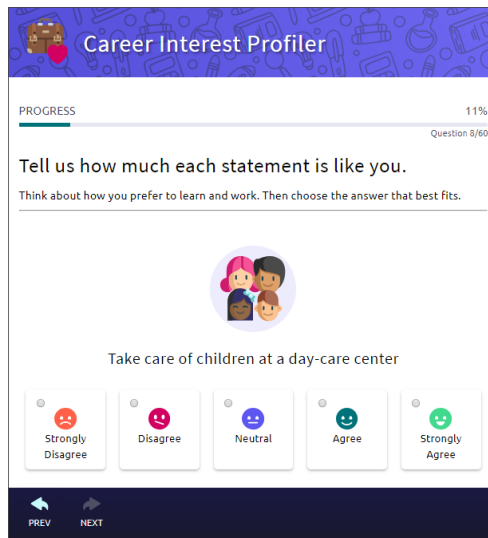 Career Interest Profiler
PROGRESS 11%
Question 8/60
Tell us how much each statement is like you.
Think about how you prefer to learn and work. Then choose the answer that best fits.
Take care of children at a day-care center
Strongly Disagree
Disagree
Neutral
Agree
Strongly Agree
PREV NEXT